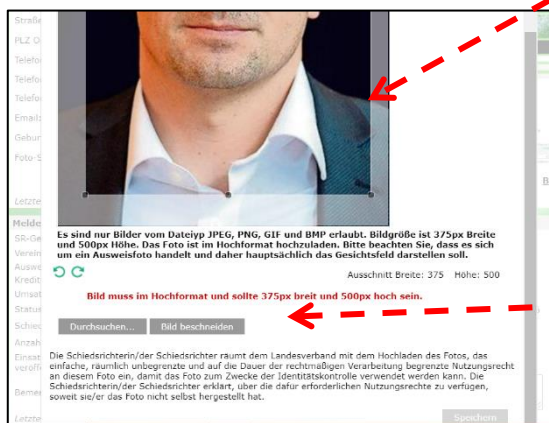 Straße
PLZ O
Telefo
Telefo
Telefo
Email
Gebur
Foto-S
Letzte
Melde
SR-Ge
Verein
Auswe
Kredit
Umsat
Status
Schied
Anzah
Einsat
veröff
Bemer
Letzte
B
Es sind nur Bilder vom Dateityp JPEG, PNG, GIF und BMP erlaubt. Bildgröße ist 375px Breite
und 500px Höhe. Das Foto ist im Hochformat hochzuladen. Bitte beachten Sie, dass es sich
um ein Ausweisfoto handelt und daher hauptsächlich das Gesichtsfeld darstellen soll.
Ausschnitt Breite: 375 Höhe: 500
Bild muss im Hochformat und sollte 375px breit und 500px hoch sein.
Durchsuchen... Bild beschneiden
Die Schiedsrichterin/der Schiedsrichter räumt dem Landesverband mit dem Hochladen des Fotos, das
einfache, räumlich unbegrenzte und auf die Dauer der rechtmäßigen Verarbeitung begrenzte Nutzungsrecht
an diesem Foto ein, damit das Foto zum Zwecke der Identitätskontrolle verwendet werden kann. Die
Schiedsrichterin/der Schiedsrichter erklärt, über die dafür erforderlichen Nutzungsrechte zu verfügen,
soweit sie/er das Foto nicht selbst hergestellt hat.
Speichern